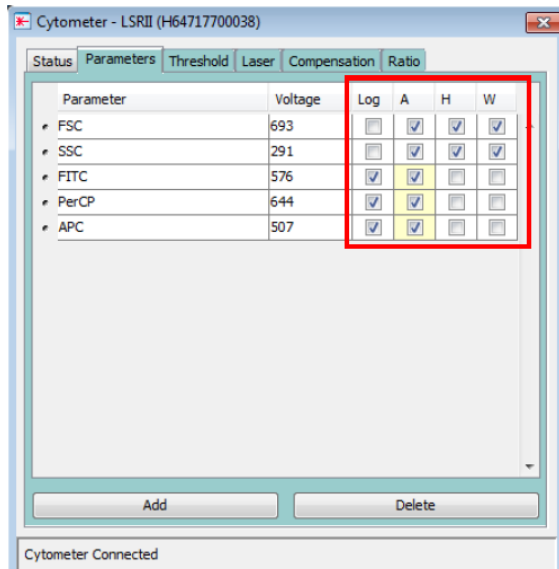 Cytometer - LSRII (H64717700038)
Status Parameters Threshold Laser Compensation Ratio
Parameter Voltage Log A H W
FSC 693
SSC 291
FITC 576
PerCP 644
APC 507
Add Delete
Cytometer Connected